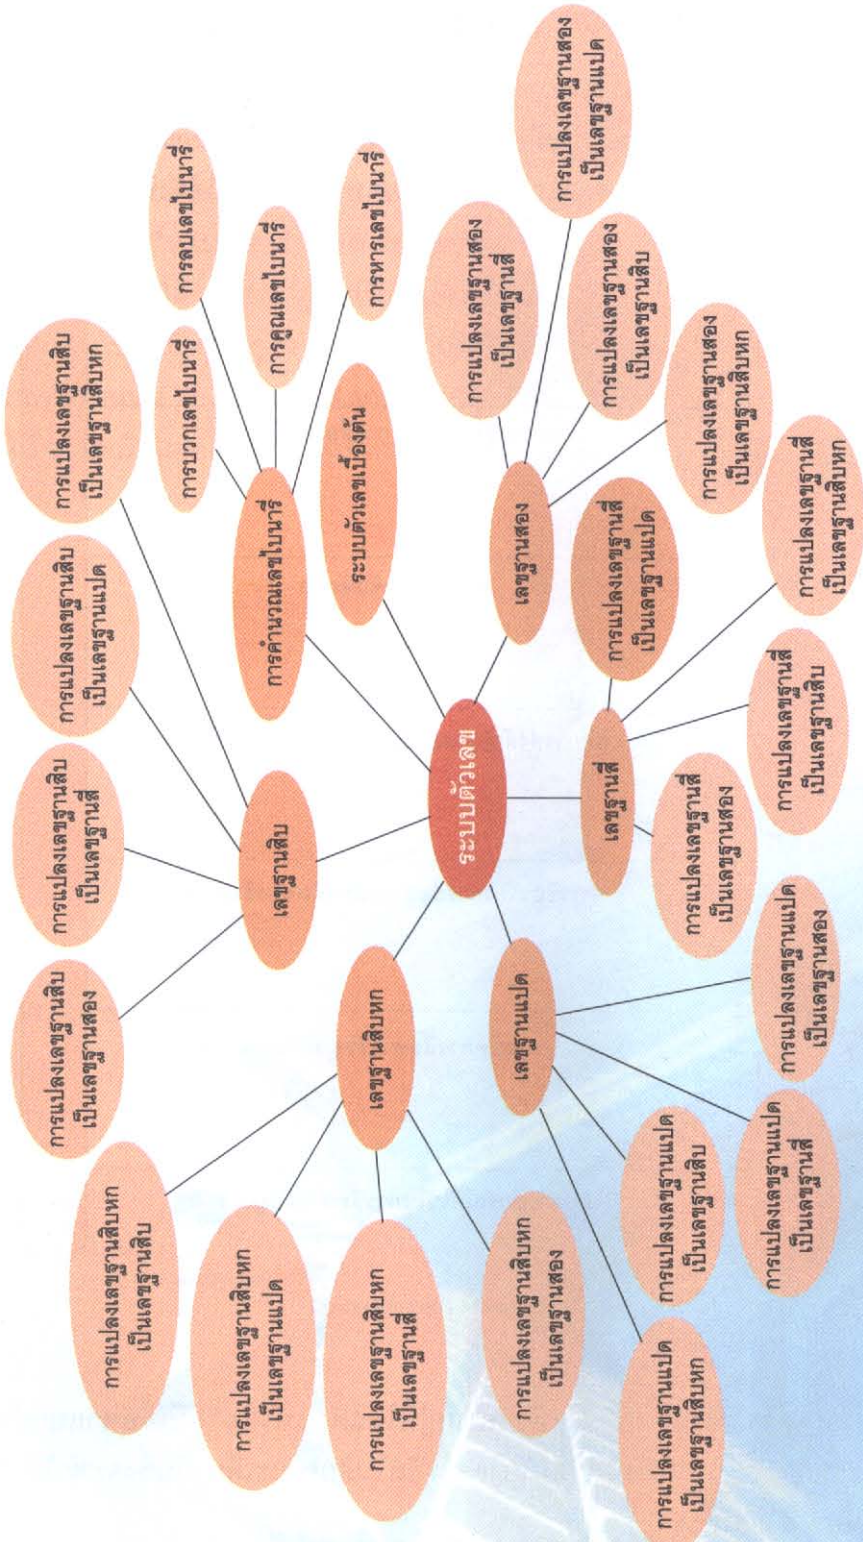 ระบบตัวเลข
ระบบตัวเลขเบื้องต้น
การคำนวณเลขไบนารี่
การบวกเลขไบนารี่
การลบเลขไบนารี่
การคูณเลขไบนารี่
การหารเลขไบนารี่
เลขฐานสอง
การแปลงเลขฐานสอง
เป็นเลขฐานสี่
การแปลงเลขฐานสอง
เป็นเลขฐานแปด
การแปลงเลขฐานสอง
เป็นเลขฐานสิบ
การแปลงเลขฐานสอง
เป็นเลขฐานสิบหก
เลขฐานสี่
การแปลงเลขฐานสี่
เป็นเลขฐานแปด
การแปลงเลขฐานสี่
เป็นเลขฐานสิบหก
การแปลงเลขฐานสี่
เป็นเลขฐานสิบ
การแปลงเลขฐานสี่
เป็นเลขฐานสอง
เลขฐานแปด
การแปลงเลขฐานแปด
เป็นเลขฐานสอง
การแปลงเลขฐานแปด
เป็นเลขฐานสี่
การแปลงเลขฐานแปด
เป็นเลขฐานสิบ
การแปลงเลขฐานแปด
เป็นเลขฐานสิบหก
เลขฐานสิบหก
การแปลงเลขฐานสิบหก
เป็นเลขฐานสอง
การแปลงเลขฐานสิบหก
เป็นเลขฐานสี่
การแปลงเลขฐานสิบหก
เป็นเลขฐานแปด
การแปลงเลขฐานสิบหก
เป็นเลขฐานสิบ
เลขฐานสิบ
การแปลงเลขฐานสิบ
เป็นเลขฐานสอง
การแปลงเลขฐานสิบ
เป็นเลขฐานสี่
การแปลงเลขฐานสิบ
เป็นเลขฐานแปด
การแปลงเลขฐานสิบ
เป็นเลขฐานสิบหก